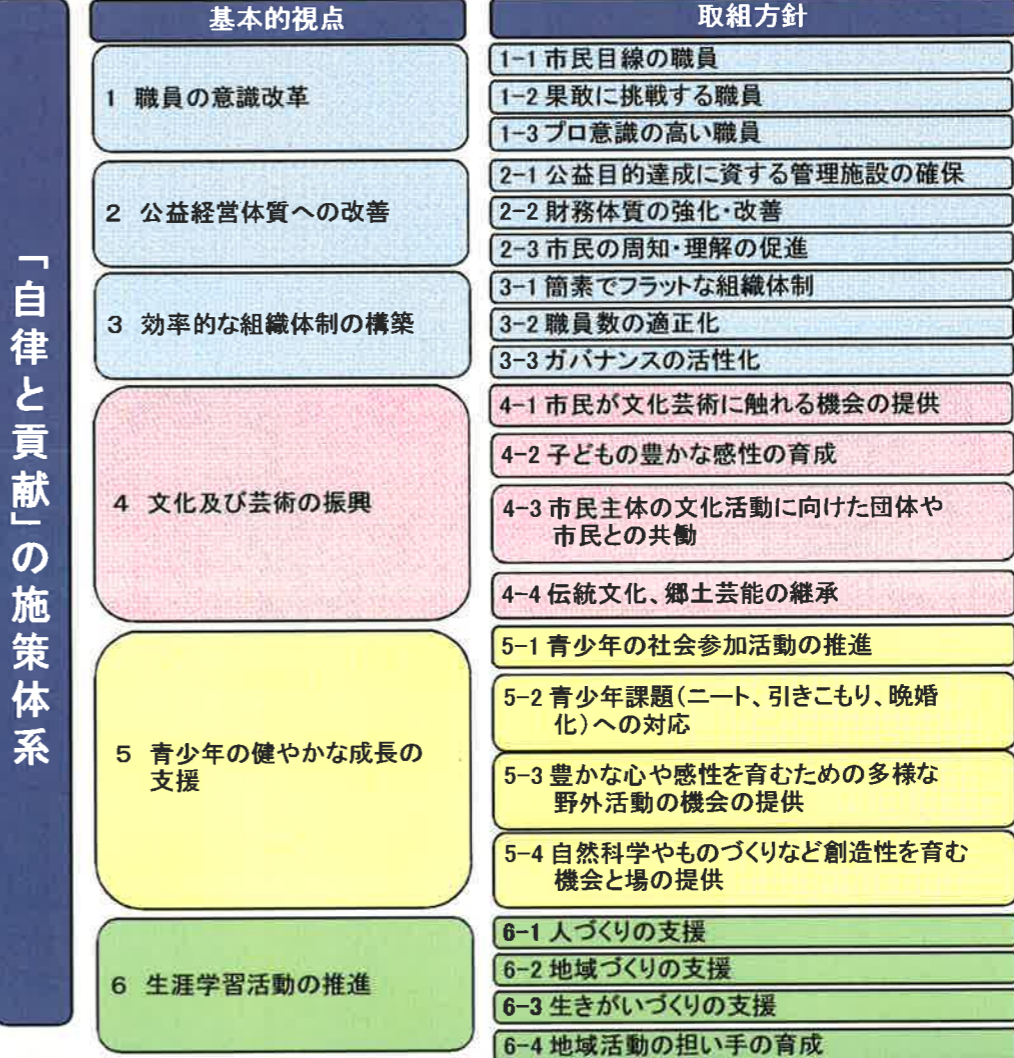 「自律と貢献」の施策体系
基本的視点
取組方針
1 職員の意識改革
1-1 市民目線の職員
1-2 果敢に挑戦する職員
1-3 プロ意識の高い職員
2 公益経営体質への改善
2-1 公益目的達成に資する管理施設の確保
2-2 財務体質の強化・改善
2-3 市民の周知・理解の促進
3 効率的な組織体制の構築
3-1 簡素でフラットな組織体制
3-2 職員数の適正化
3-3 ガバナンスの活性化
4 文化及び芸術の振興
4-1 市民が文化芸術に触れる機会の提供
4-2 子どもの豊かな感性の育成
4-3 市民主体の文化活動に向けた団体や
市民との共働
4-4 伝統文化、郷土芸能の継承
5 青少年の健やかな成長の
支援
5-1 青少年の社会参加活動の推進
5-2 青少年課題(ニート、引きこもり、晩婚
化)への対応
5-3 豊かな心や感性を育むための多様な
野外活動の機会の提供
5-4 自然科学やものづくりなど創造性を育む
機会と場の提供
6 生涯学習活動の推進
6-1 人づくりの支援
6-2 地域づくりの支援
6-3 生きがいづくりの支援
6-4 地域活動の担い手の育成